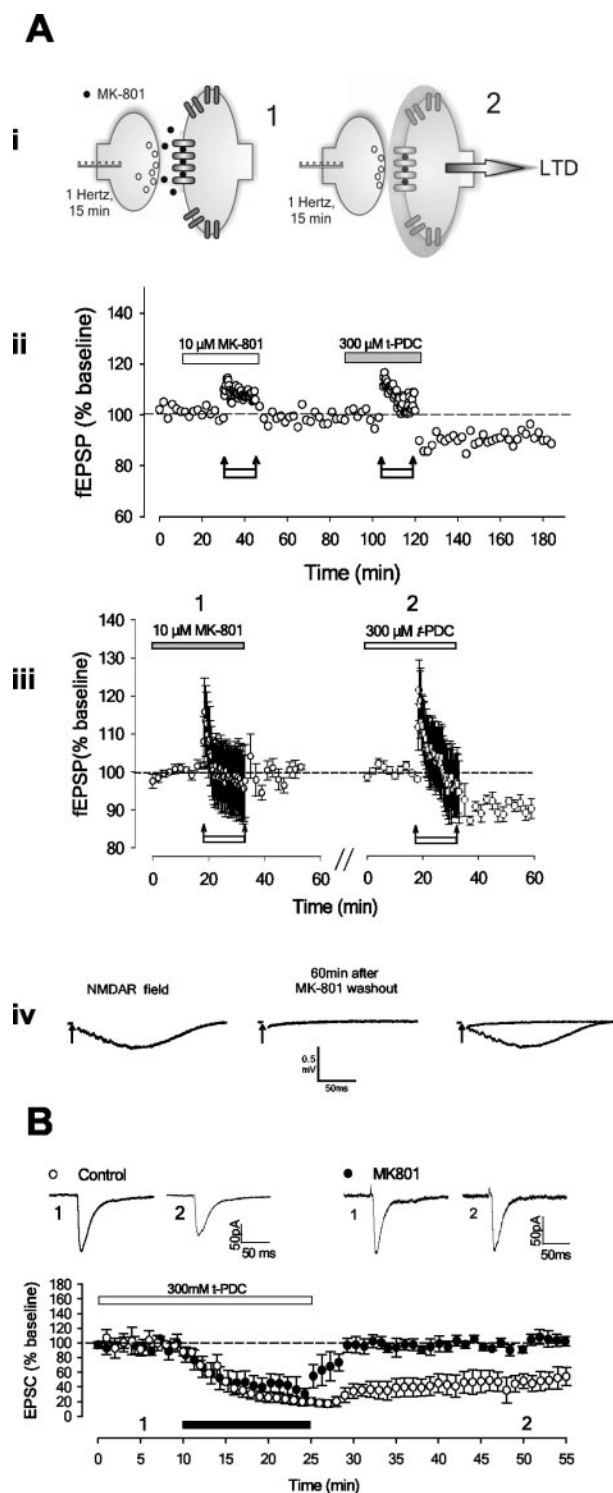 A
i
MK-801
1
2
1 Hertz,
15 min
1 Hertz,
15 min
LTD
ii
fEPSP (% baseline)
140
120
100
80
60
10 µM MK-801
300 µM t-PDC
0 20 40 60 80 100 120 140 160 180
Time (min)
iii
1
2
10 µM MK-801
300 µM t-PDC
fEPSP(% baseline)
140
130
120
110
100
90
80
0 20 40 60
//
0 20 40 60
Time (min)
Time (min)
iv
NMDAR field
60min after
MK-801 washout
0.5
mV
50ms
B
Control
MK801
1
2
50pA
50 ms
1
2
50pA
50ms
EPSC (% baseline)
180
160
140
120
100
80
60
40
20
0
300mM t-PDC
1
2
0 5 10 15 20 25 30 35 40 45 50 55
Time (min)